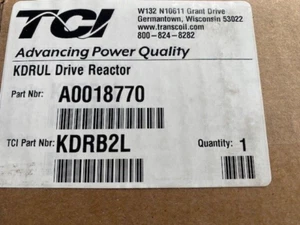 TCI
W132 N10611 Grant Drive
Germantown, Wisconsin 53022
www.transcoil.com
800-824-8282
Advancing Power Quality
KDRUL Drive Reactor
Part Nbr: A0018770
TCI Part Nbr: KDRB2L Quantity: 1